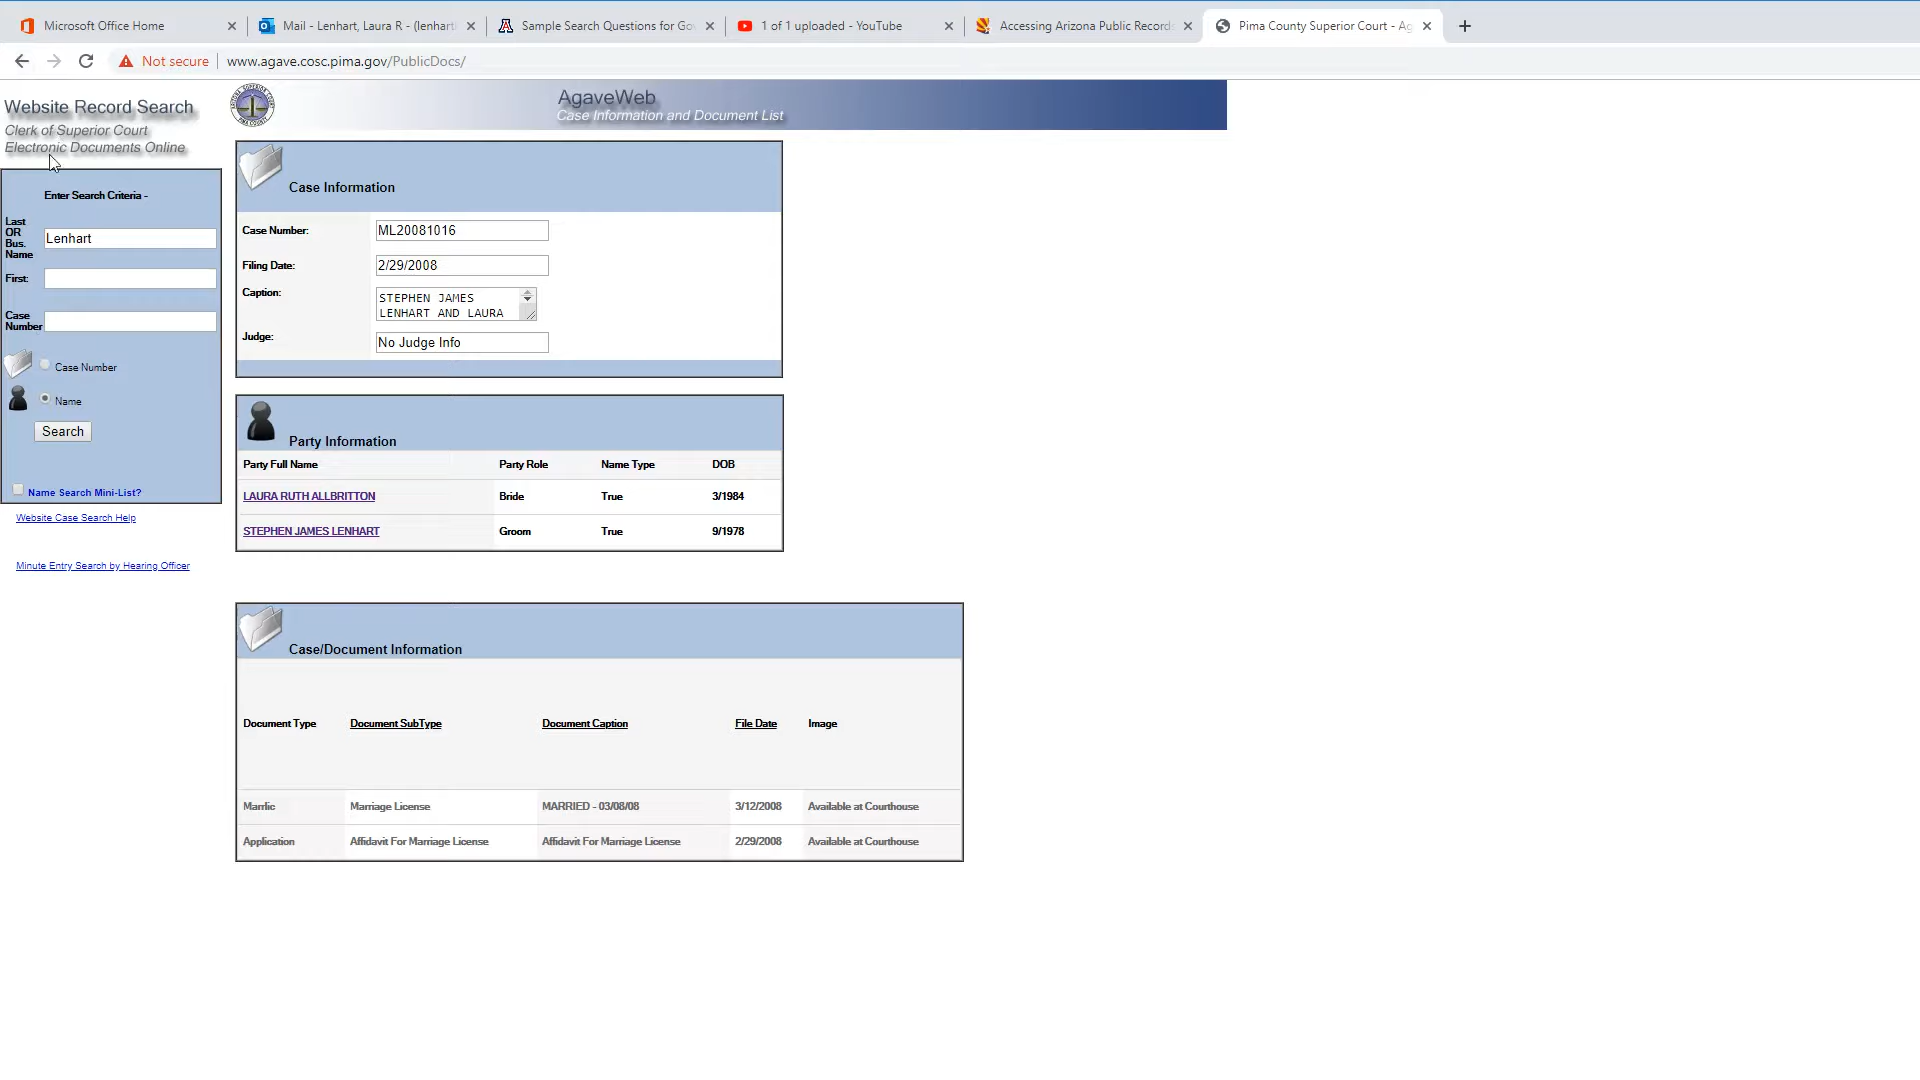 Microsoft Office Home
Mail - Lenhart, Laura R - (lenhart
Sample Search Questions for Go
1 of 1 uploaded - YouTube
Accessing Arizona Public Records
Pima County Superior Court - Ag
Not secure
www.agave.cosc.pima.gov/PublicDocs/
Website Record Search
Clerk of Superior Court
Electronic Documents Online
AgaveWeb
Case Information and Document List
Enter Search Criteria -
Last
OR
Bus.
Name
Lenhart
First:
Case
Number
Case Number
Name
Search
Name Search Mini-List?
Website Case Search Help
Minute Entry Search by Hearing Officer
Case Information
Case Number: ML20081016
Filing Date: 2/29/2008
Caption: STEPHEN JAMES
LENHART AND LAURA
Judge: No Judge Info
Party Information
Party Full Name Party Role Name Type DOB
LAURA RUTH ALLBRITTON Bride True 3/1984
STEPHEN JAMES LENHART Groom True 9/1978
Case/Document Information
Document Type Document SubType Document Caption File Date Image
Marrlic Marriage License MARRIED - 03/08/08 3/12/2008 Available at Courthouse
Application Affidavit For Marriage License Affidavit For Marriage License 2/29/2008 Available at Courthouse